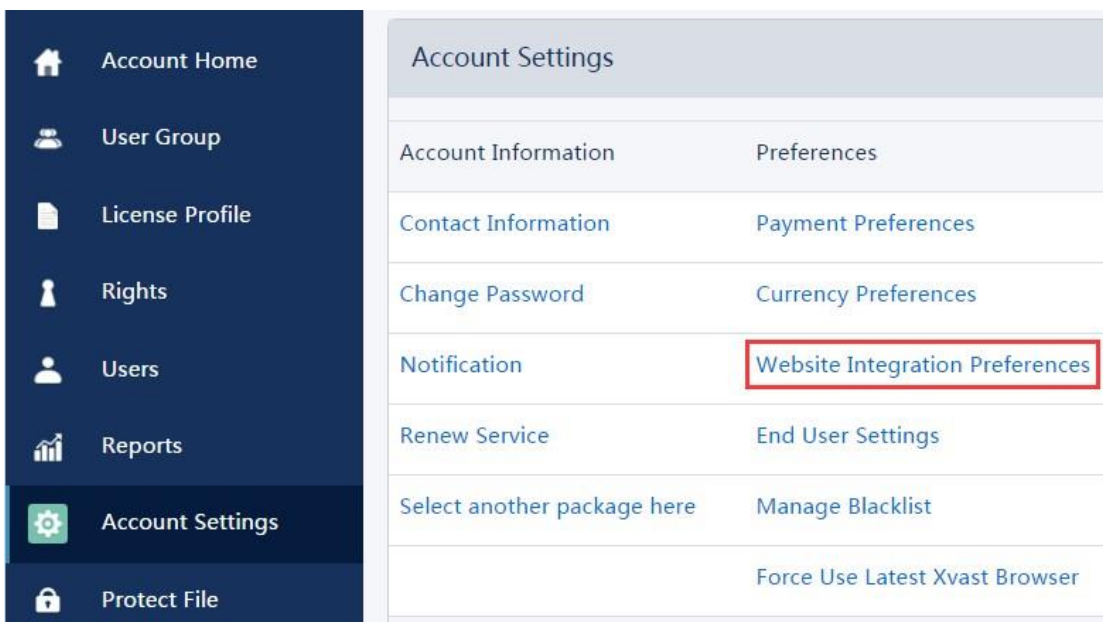 Account Home
User Group
License Profile
Rights
Users
Reports
Account Settings
Protect File
Account Settings
Account Information
Preferences
Contact Information
Payment Preferences
Change Password
Currency Preferences
Notification
Website Integration Preferences
Renew Service
End User Settings
Select another package here
Manage Blacklist
Force Use Latest Xvast Browser